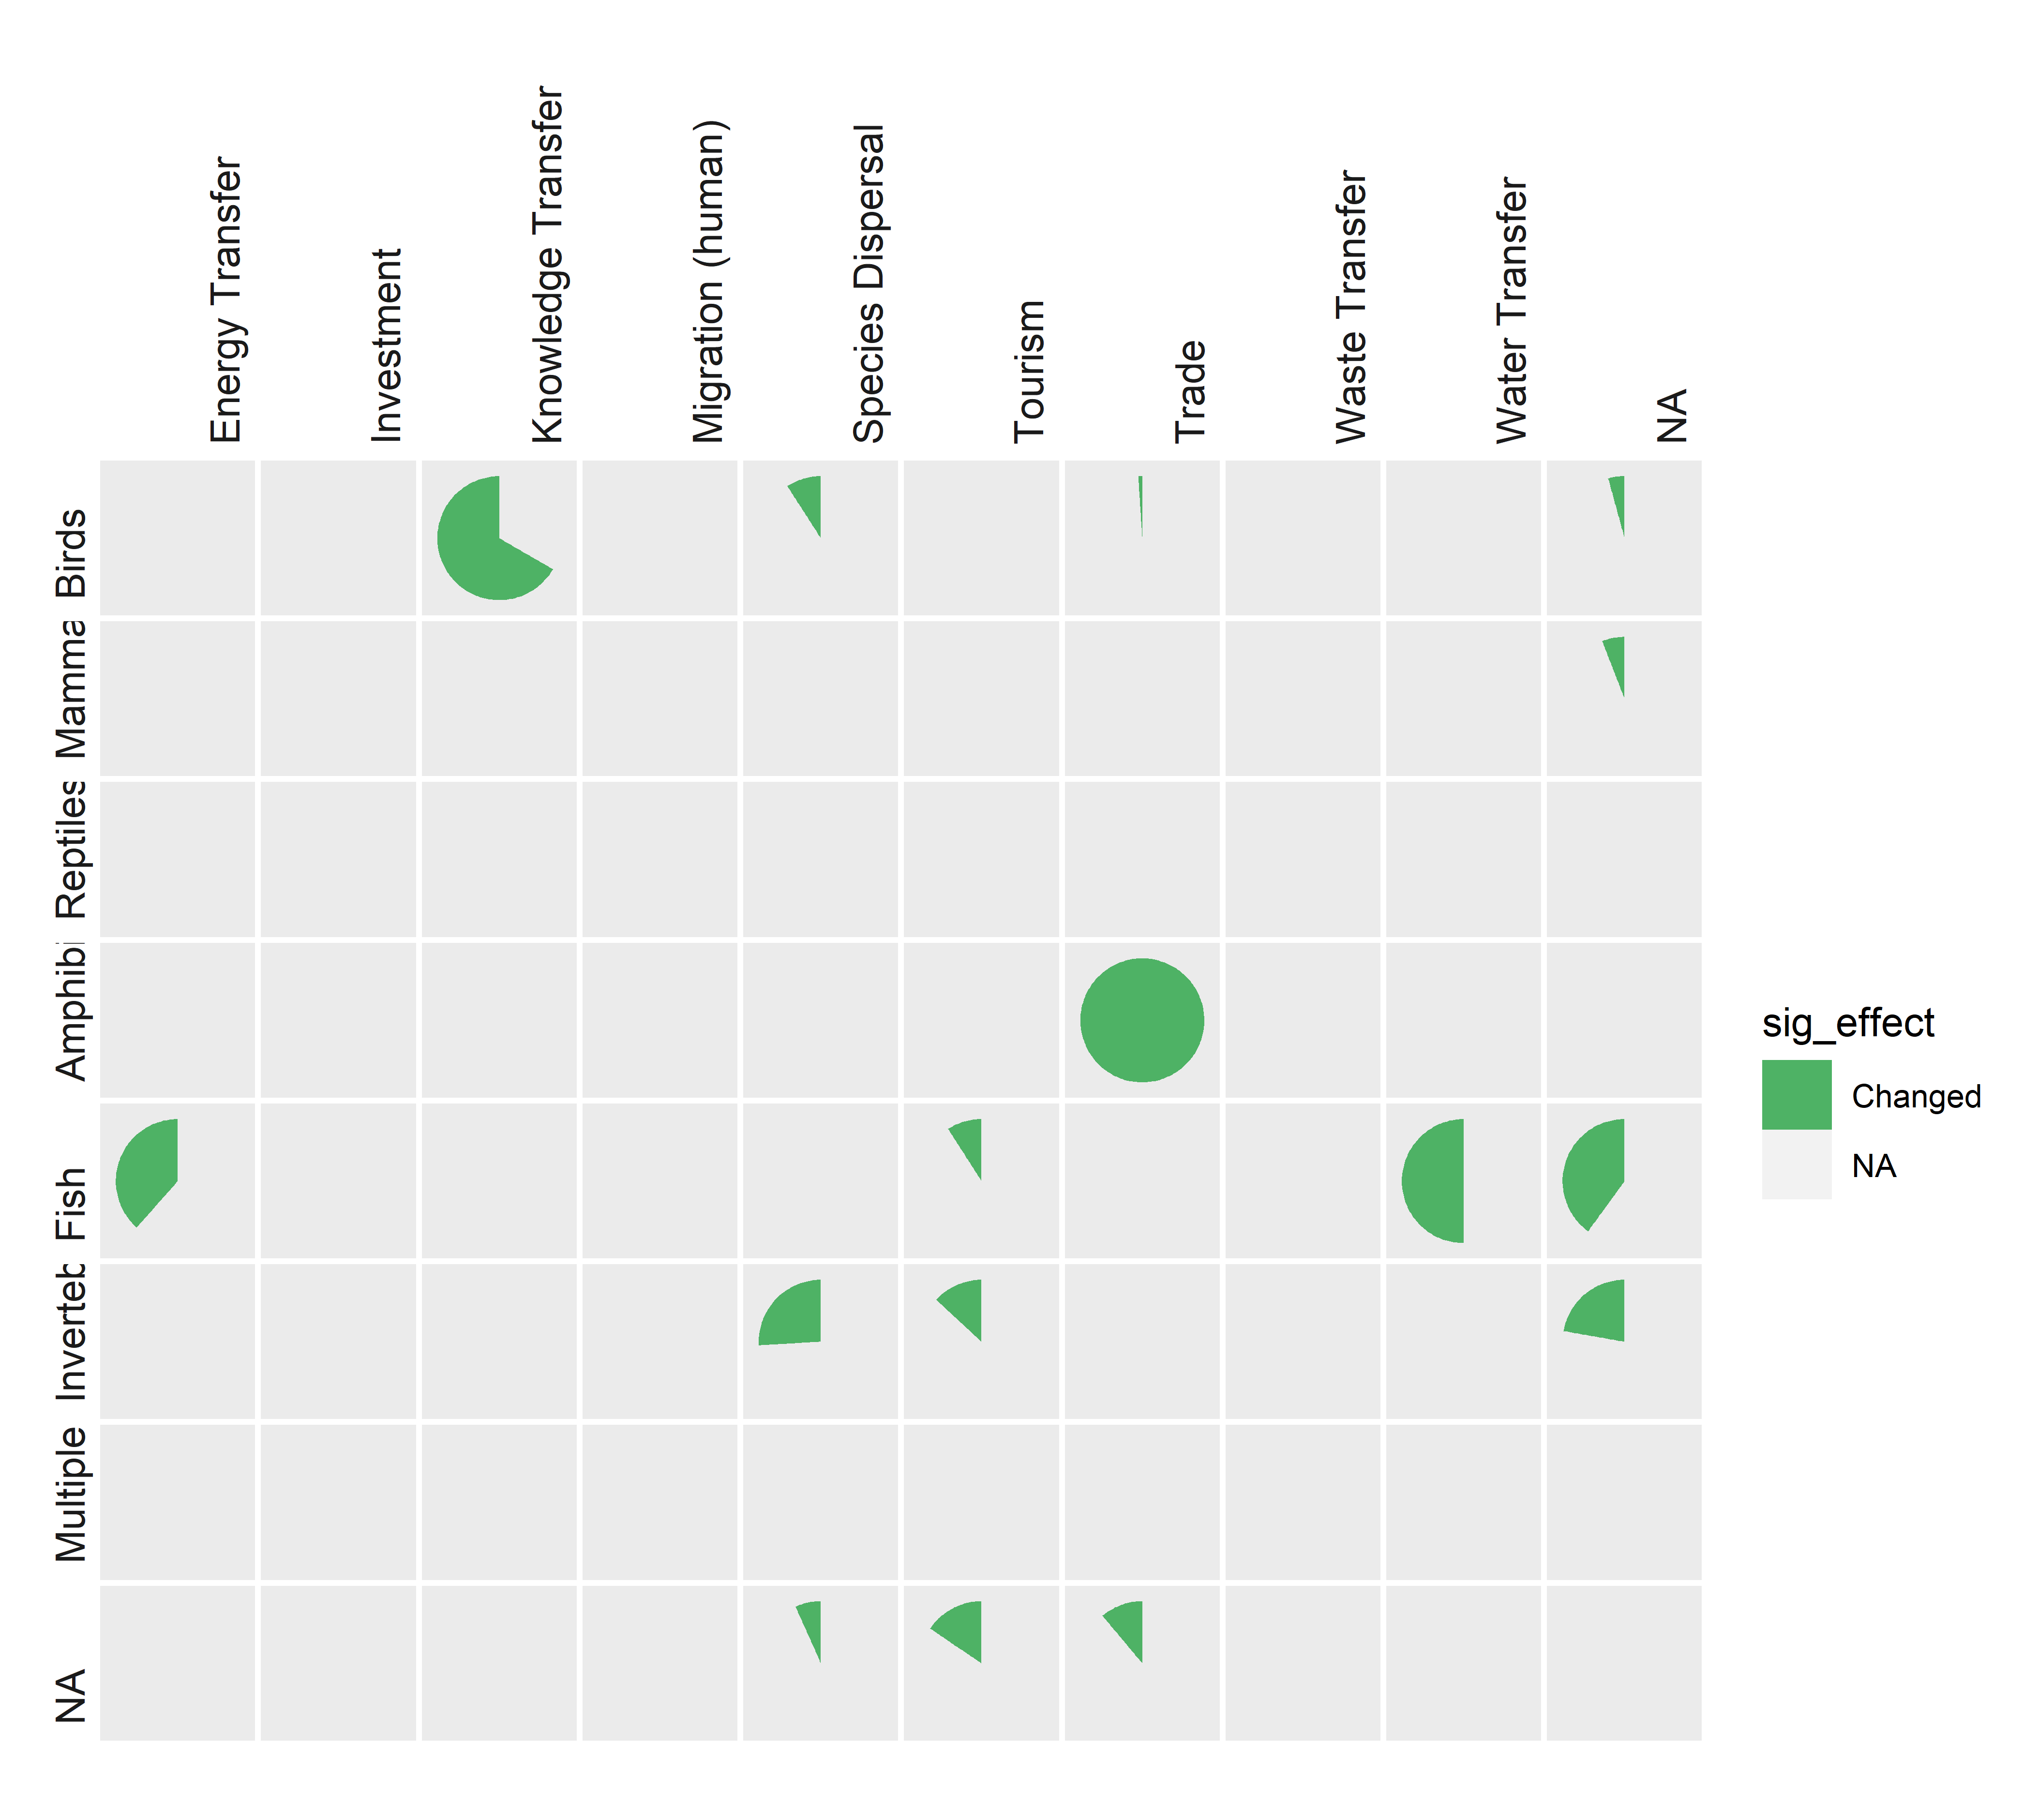 Energy Transfer
Investment
Knowledge Transfer
Migration (human)
Species Dispersal
Tourism
Trade
Waste Transfer
Water Transfer
NA
Birds
Mamma
Reptiles
Amphibi
Fish
Inverteb
Multiple
NA
sig_effect
Changed
NA